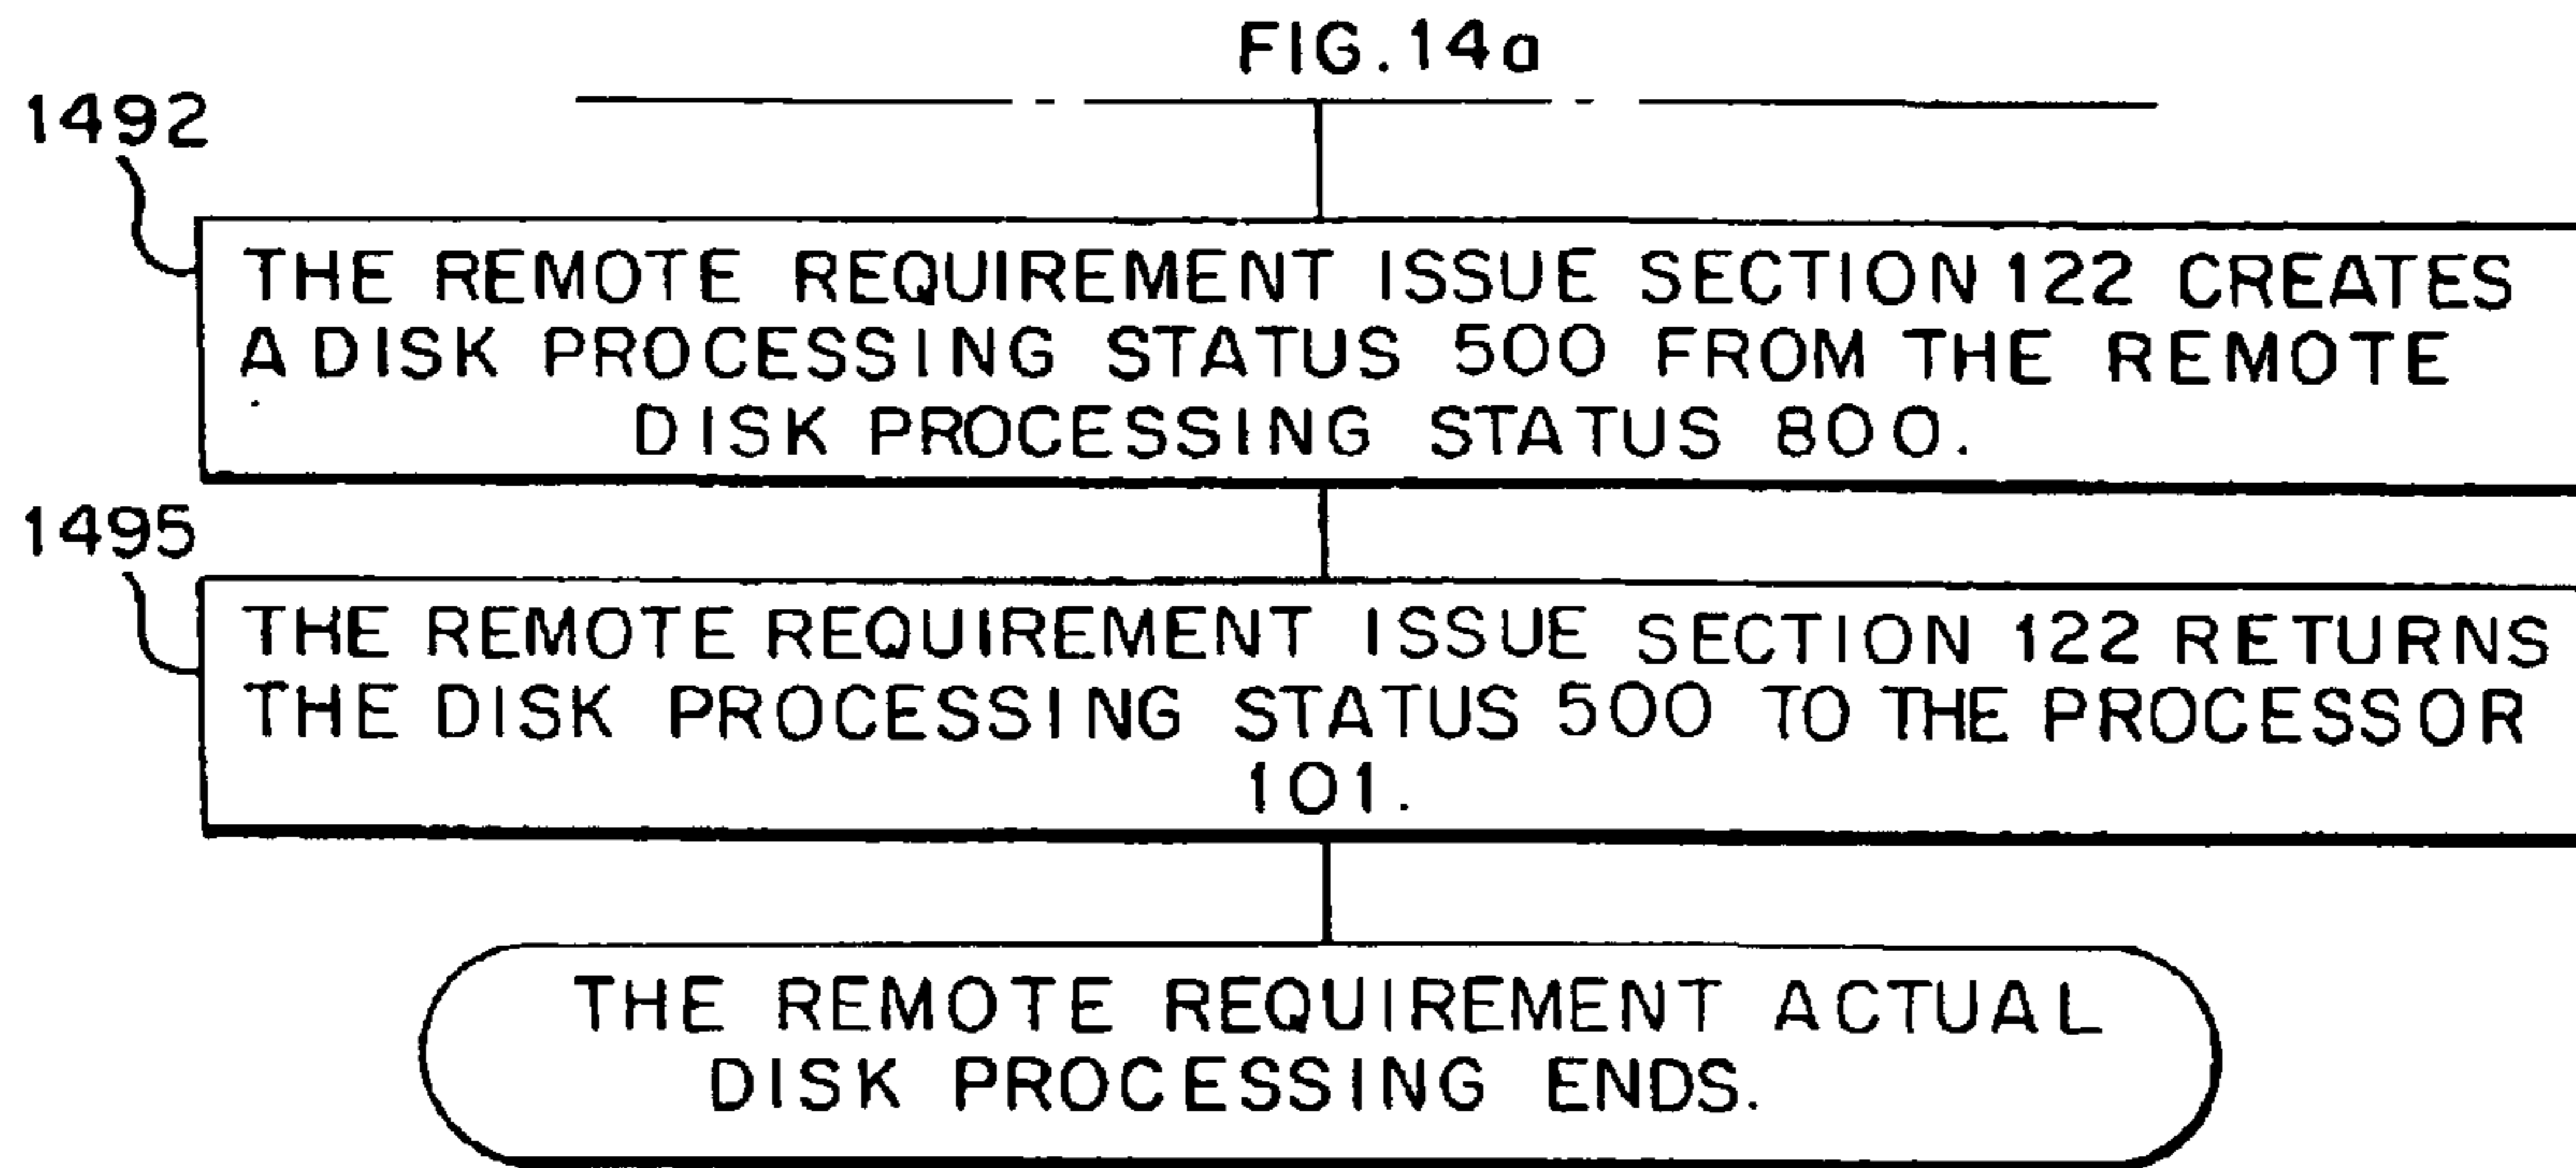 FIG.14a
1492
THE REMOTE REQUIREMENT ISSUE SECTION 122 CREATES
A DISK PROCESSING STATUS 500 FROM THE REMOTE
DISK PROCESSING STATUS 800.
1495
THE REMOTE REQUIREMENT ISSUE SECTION 122 RETURNS
THE DISK PROCESSING STATUS 500 TO THE PROCESSOR
101.
THE REMOTE REQUIREMENT ACTUAL
DISK PROCESSING ENDS.